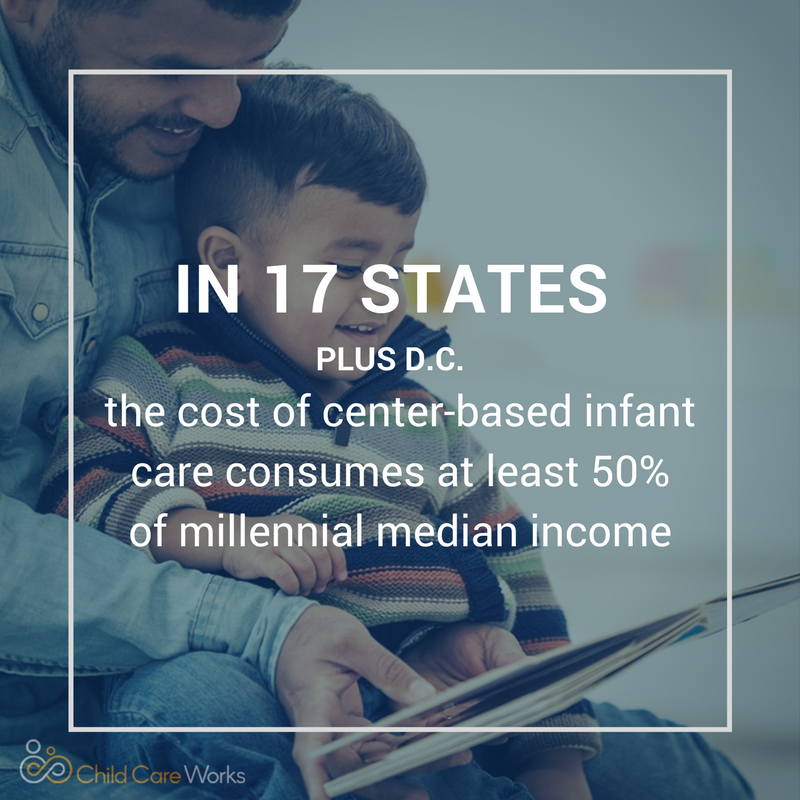 IN 17 STATES
PLUS D.C.
the cost of center-based infant
care consumes at least 50%
of millennial median income
Child Care Works